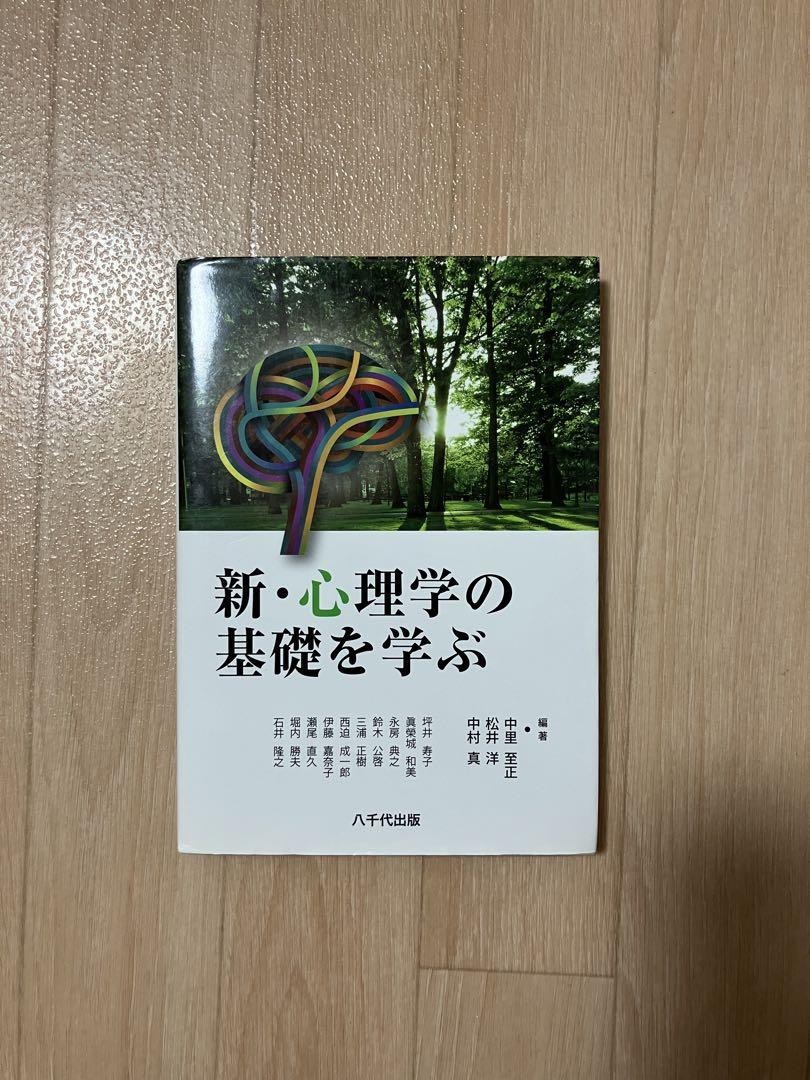 新・心理学の
基礎を学ぶ
編著
中里 至正
松井 洋
中村 真
坪井 寿子
眞榮城 和美
永房 典之
鈴木 公啓
三浦 正樹
西迫 成一郎
伊藤 嘉奈子
瀬尾 直久
堀内 勝夫
石井 隆之
八千代出版